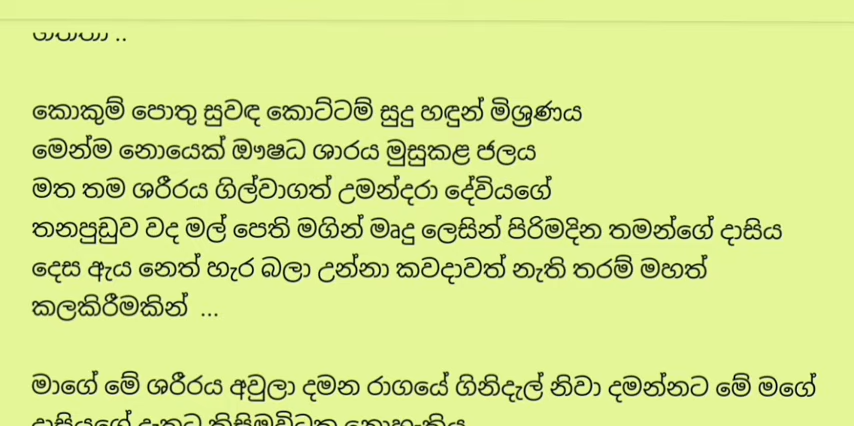 කොකුම් පොතු සුවඳ කොට්ටම් සුදු හඳුන් මිශ්‍රණය
මෙන්ම නොයෙක් ඖෂධ ශාරය මුසුකළ ජලය
මත තම ශරීරය ගිල්වාගත් උමන්දරා දේවියගේ
තනපුඩුව වද මල් පෙති මගින් මෘදු ලෙසින් පිරිමදින තමන්ගේ දාසිය
දෙස ඇය නෙත් හැර බලා උන්නා කවදාවත් නැති තරම් මහත්
කලකිරීමකින් ...
මාගේ මේ ශරීරය අවුලා දමන රාගයේ ගිනිදැල් නිවා දමන්නට මේ මගේ